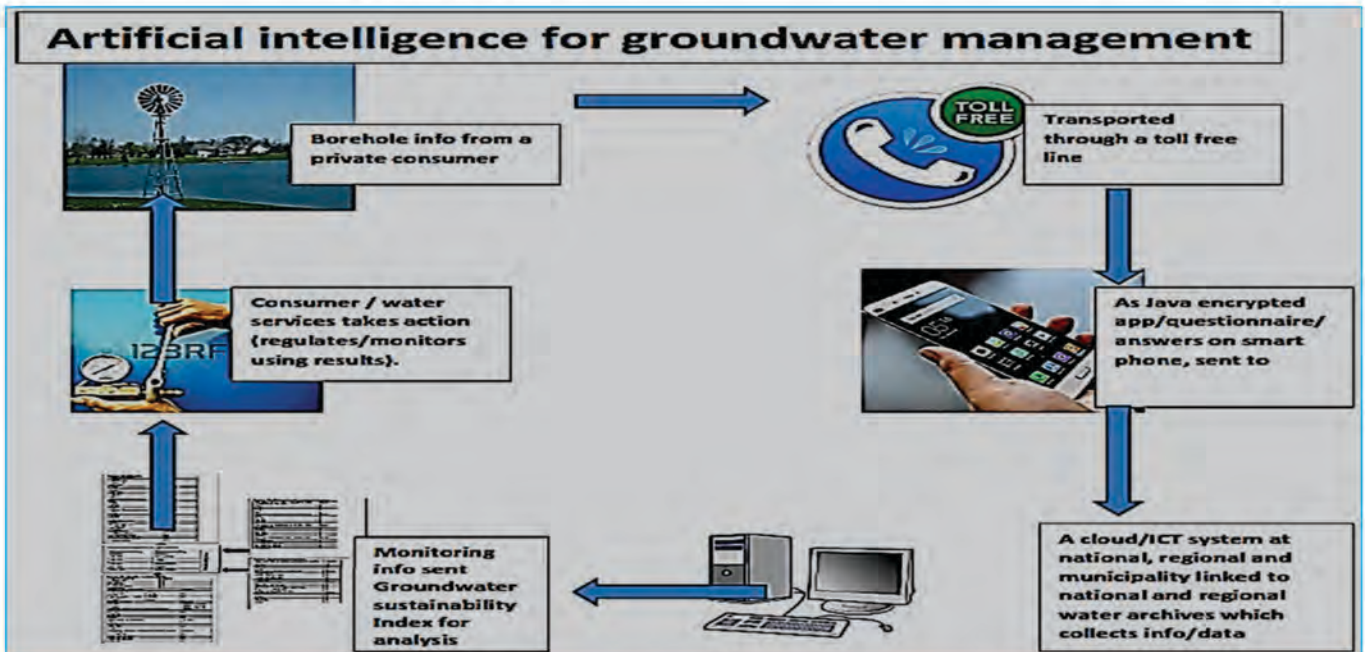 Artificial intelligence for groundwater management
Borehole info from a
private consumer
TOLL
FREE
Transported
through a toll free
line
As Java encrypted
app/questionnaire/
answers on smart
phone, sent to
A cloud/ICT system at
national, regional and
municipality linked to
national and regional
water archives which
collects info/data
Monitoring
info sent
Groundwater
sustainability
Index for
analysis
Consumer / water
services takes action
(regulates/monitors
using results).
123RF